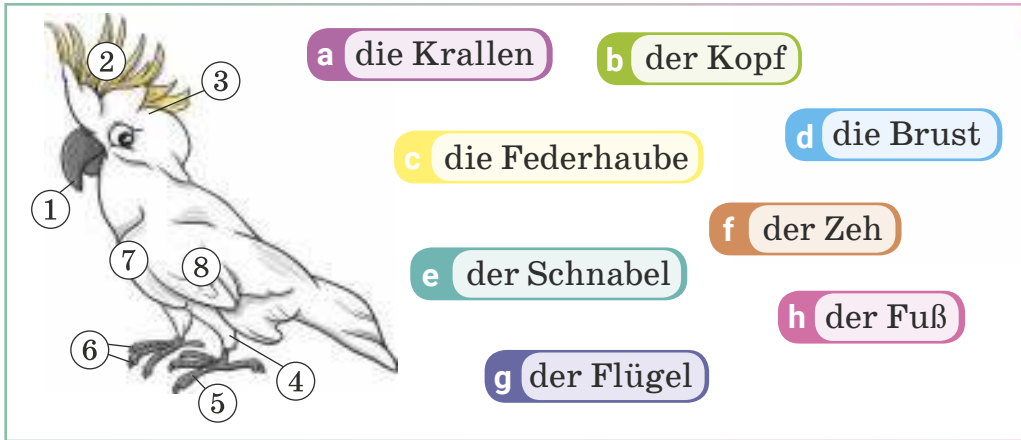 2
3
1
7
8
6
4
5
a die Krallen
b der Kopf
d die Brust
c die Federhaube
f der Zeh
e der Schnabel
h der Fuß
g der Flügel